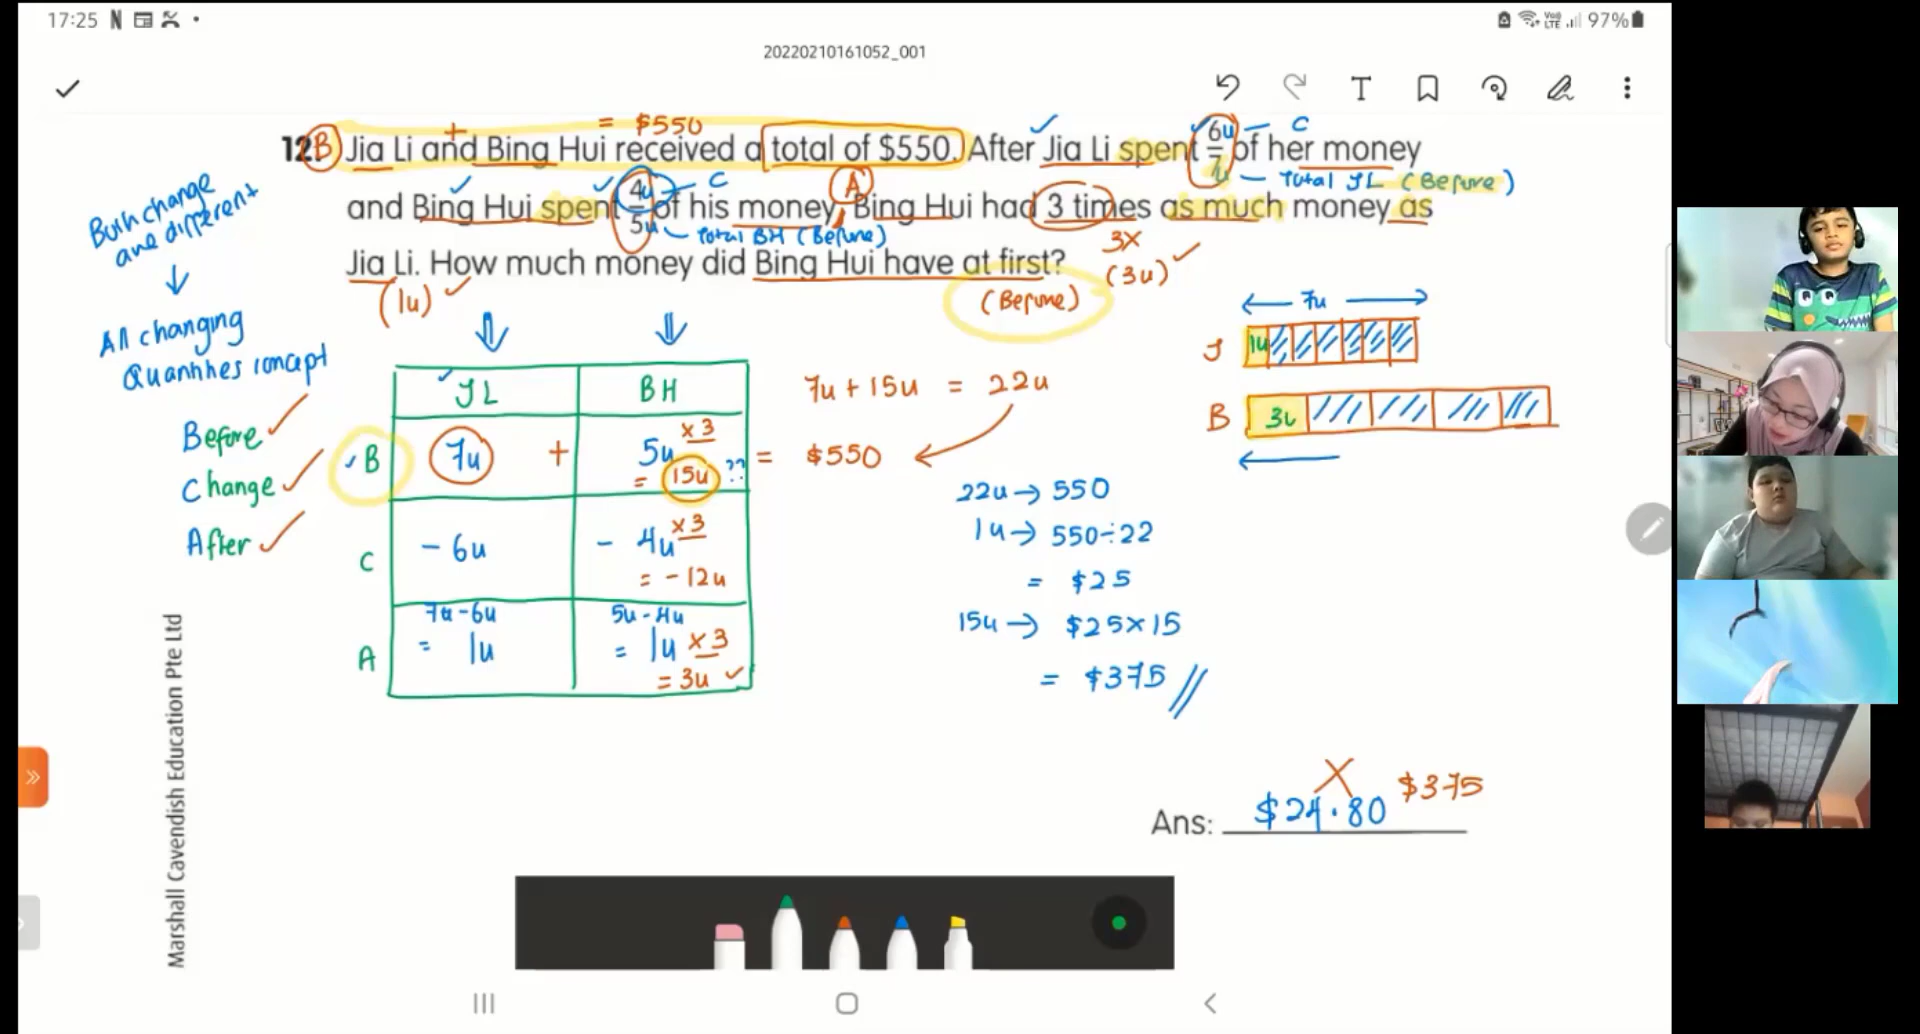 17:25
97%
20220210161052_001
T
= $550
+
12. B Jia Li and Bing Hui received a total of $550. After Jia Li spent 6u/7u of her money
C
Total JL (Before)
and Bing Hui spent 4u/5u of his money, Bing Hui had 3 times as much money as
C
A
Total BH (Before)
3x
(3u)
Jia Li. How much money did Bing Hui have at first?
(1u)
(Before)
Both change
are different
All changing
Quantities concept
Before
Change
After
JL BH
B 7u + 5u x 3
= 15u ?? = $550
C - 6u - 4u x 3
= -12u
A 7u-6u 5u-4u
= 1u = 1u x 3
= 3u
7u + 15u = 22u
22u → 550
1u → 550÷22
= $25
15u → $25×15
= $375 //
7u
J 1u
B 3u
X
Ans: $24.80 $375
Marshall Cavendish Education Pte Ltd